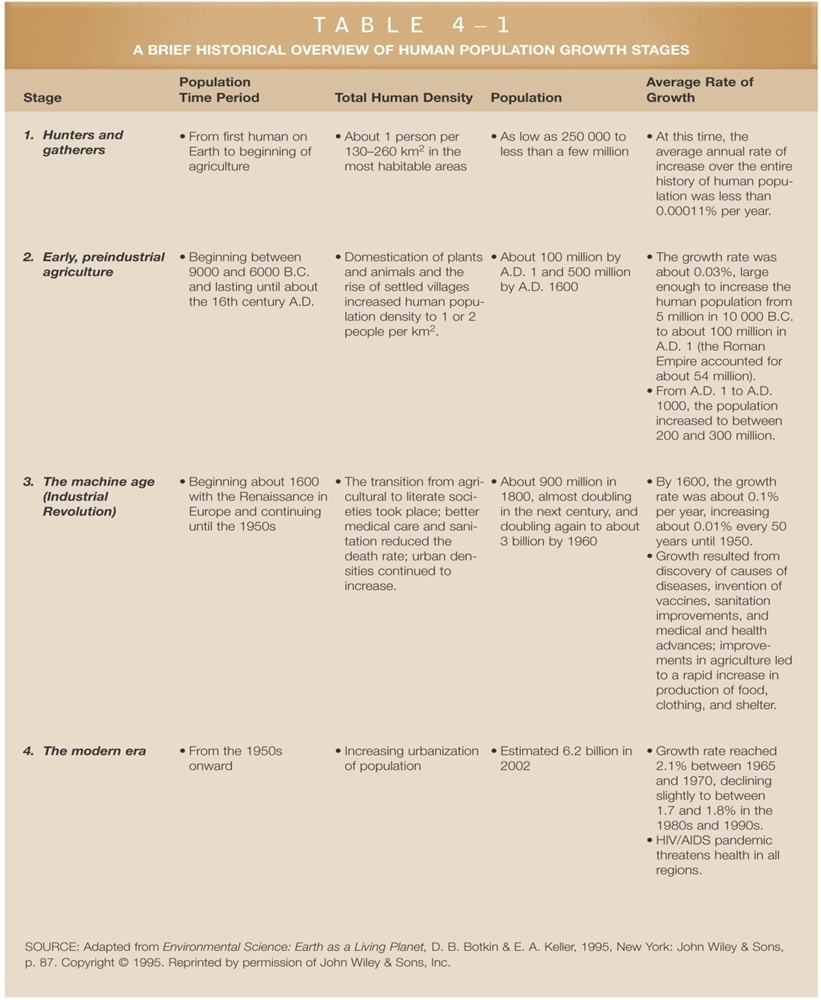 TABLE 4–1
A BRIEF HISTORICAL OVERVIEW OF HUMAN POPULATION GROWTH STAGES
Stage
Population
Time Period
Total Human Density
Population
Average Rate of
Growth
1. Hunters and
gatherers
• From first human on
Earth to beginning of
agriculture
• About 1 person per
130–260 km² in the
most habitable areas
• As low as 250 000 to
less than a few million
• At this time, the
average annual rate of
increase over the entire
history of human popu-
lation was less than
0.00011% per year.
2. Early, preindustrial
agriculture
• Beginning between
9000 and 6000 B.C.
and lasting until about
the 16th century A.D.
• Domestication of plants
and animals and the
rise of settled villages
increased human popu-
lation density to 1 or 2
people per km².
• About 100 million by
A.D. 1 and 500 million
by A.D. 1600
• The growth rate was
about 0.03%, large
enough to increase the
human population from
5 million in 10 000 B.C.
to about 100 million in
A.D. 1 (the Roman
Empire accounted for
about 54 million).
• From A.D. 1 to A.D.
1000, the population
increased to between
200 and 300 million.
3. The machine age
(Industrial
Revolution)
• Beginning about 1600
with the Renaissance in
Europe and continuing
until the 1950s
• The transition from agri-
cultural to literate soci-
eties took place; better
medical care and sani-
tation reduced the
death rate; urban den-
sities continued to
increase.
• About 900 million in
1800, almost doubling
in the next century, and
doubling again to about
3 billion by 1960
• By 1600, the growth
rate was about 0.1%
per year, increasing
about 0.01% every 50
years until 1950.
• Growth resulted from
discovery of causes of
diseases, invention of
vaccines, sanitation
improvements, and
medical and health
advances; improve-
ments in agriculture led
to a rapid increase in
production of food,
clothing, and shelter.
4. The modern era
• From the 1950s
onward
• Increasing urbanization
of population
• Estimated 6.2 billion in
2002
• Growth rate reached
2.1% between 1965
and 1970, declining
slightly to between
1.7 and 1.8% in the
1980s and 1990s.
• HIV/AIDS pandemic
threatens health in all
regions.
SOURCE: Adapted from Environmental Science: Earth as a Living Planet, D. B. Botkin & E. A. Keller, 1995, New York: John Wiley & Sons,
p. 87. Copyright © 1995. Reprinted by permission of John Wiley & Sons, Inc.